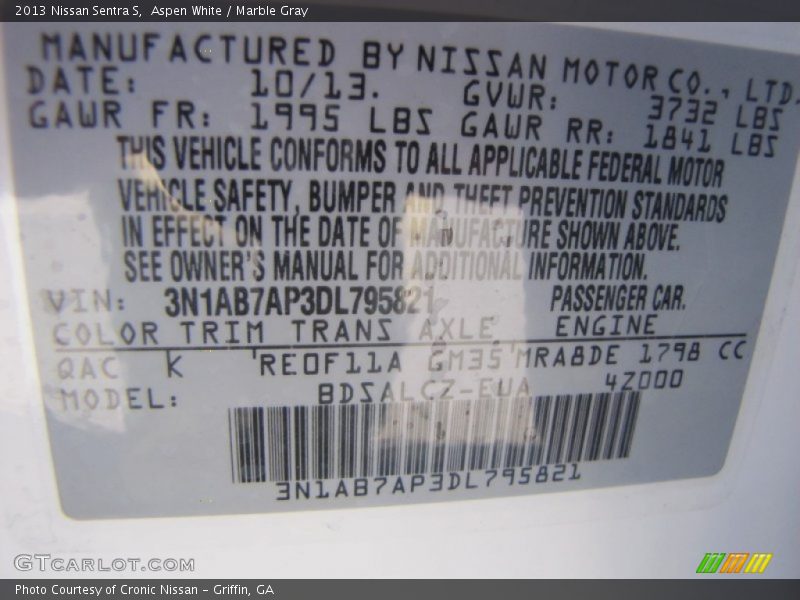 2013 Nissan Sentra S,  Aspen White / Marble Gray
MANUFACTURED BY NISSAN MOTOR CO., LTD.
DATE: 10/13. GVWR: 3732 LBS
GAWR FR: 1995 LBS GAWR RR: 1841 LBS
THIS VEHICLE CONFORMS TO ALL APPLICABLE FEDERAL MOTOR
VEHICLE SAFETY, BUMPER AND THEFT PREVENTION STANDARDS
IN EFFECT ON THE DATE OF MANUFACTURE SHOWN ABOVE.
SEE OWNER'S MANUAL FOR ADDITIONAL INFORMATION.
VIN: 3N1AB7AP3DL795821 PASSENGER CAR.
COLOR TRIM TRANS AXLE ENGINE
QAC K RE0F11A GM35 MRA8DE 1798 CC
MODEL: BDSALCZ-EUA 4Z000
3N1AB7AP3DL795821
GTCARLOT.COM
Photo Courtesy of Cronic Nissan - Griffin, GA